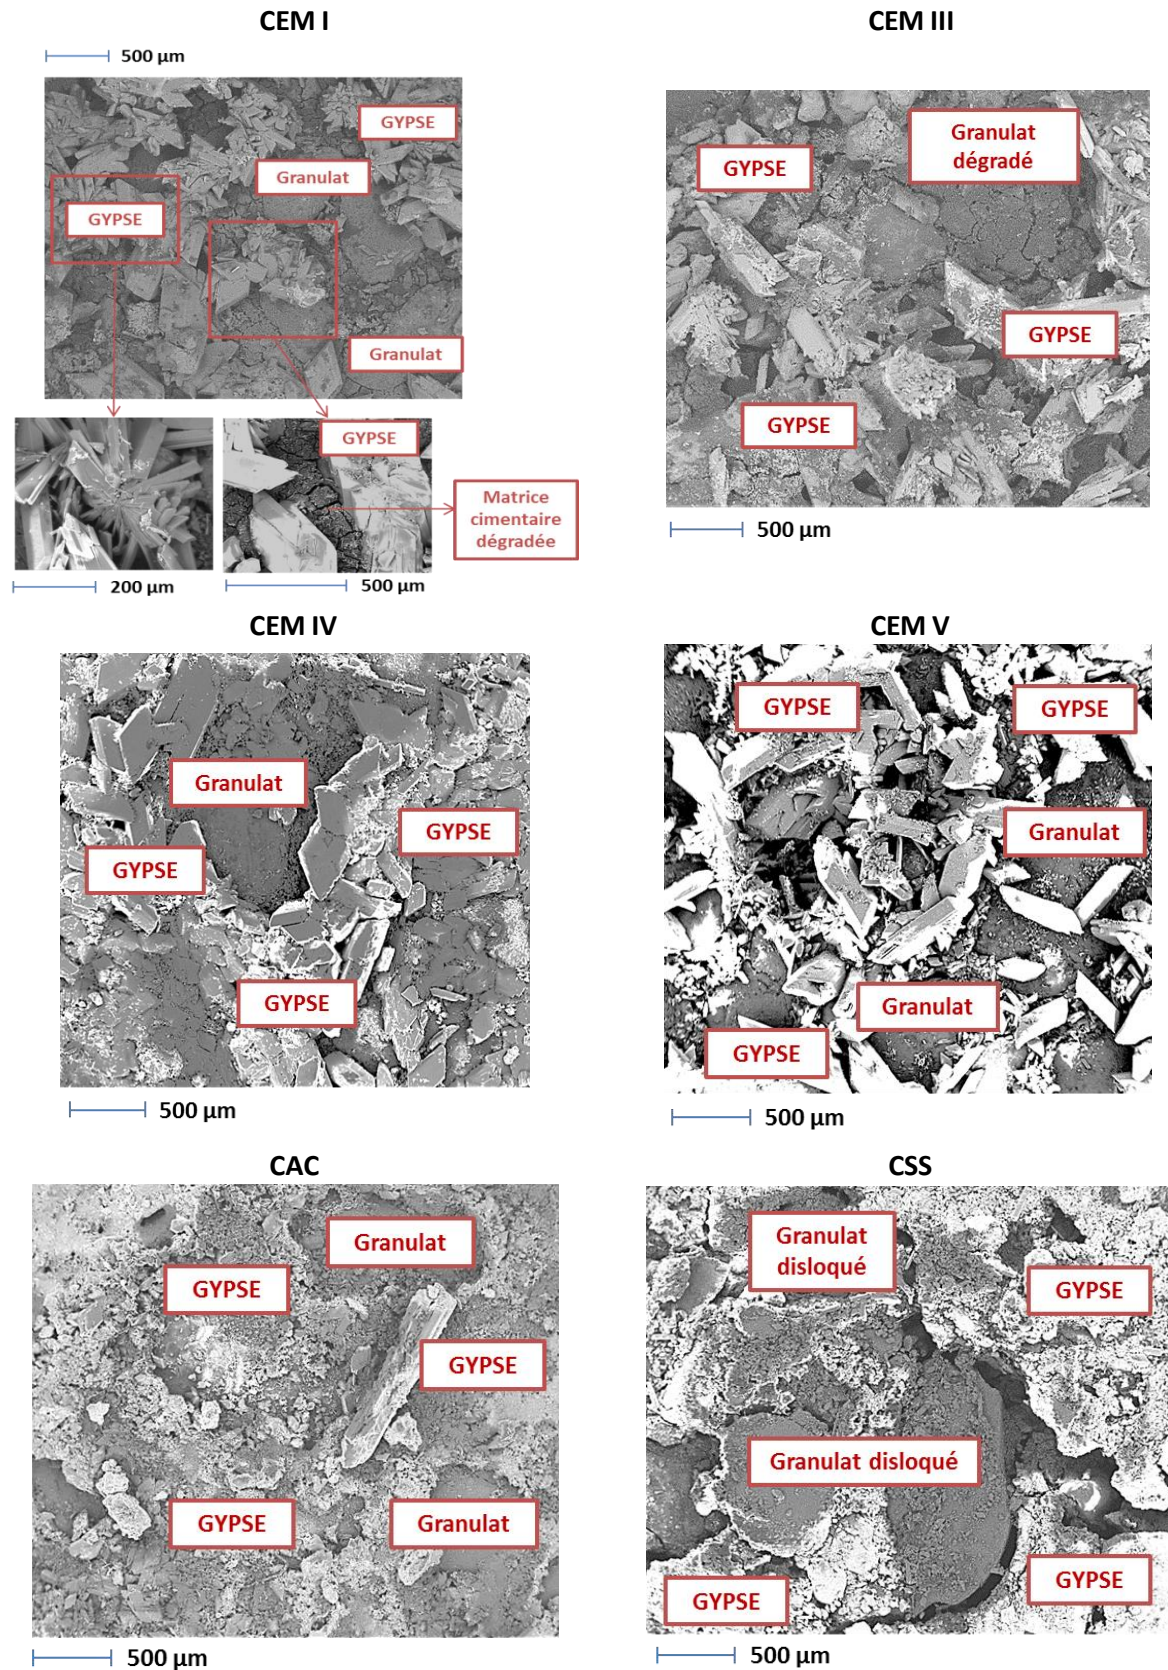 CEM I
500 µm
GYPSE
Granulat
GYPSE
Granulat
GYPSE
Matrice
cimentaire
dégradée
200 µm
500 µm
CEM III
Granulat
dégradé
GYPSE
GYPSE
GYPSE
500 µm
CEM IV
Granulat
GYPSE
GYPSE
GYPSE
500 µm
CEM V
GYPSE
GYPSE
Granulat
Granulat
GYPSE
500 µm
CAC
Granulat
GYPSE
GYPSE
GYPSE
Granulat
500 µm
CSS
Granulat
disloqué
GYPSE
Granulat disloqué
GYPSE
GYPSE
500 µm